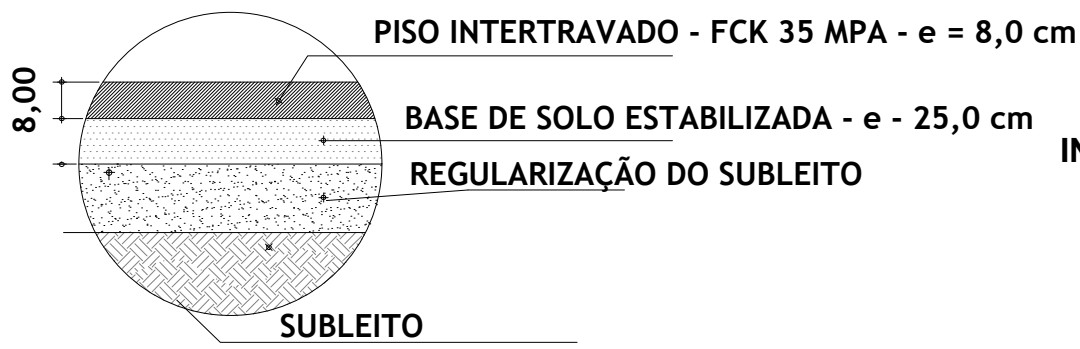 PISO INTERTRAVADO - FCK 35 MPA - e = 8,0 cm
8,00
BASE DE SOLO ESTABILIZADA - e - 25,0 cm
IN
REGULARIZAÇÃO DO SUBLEITO
SUBLEITO